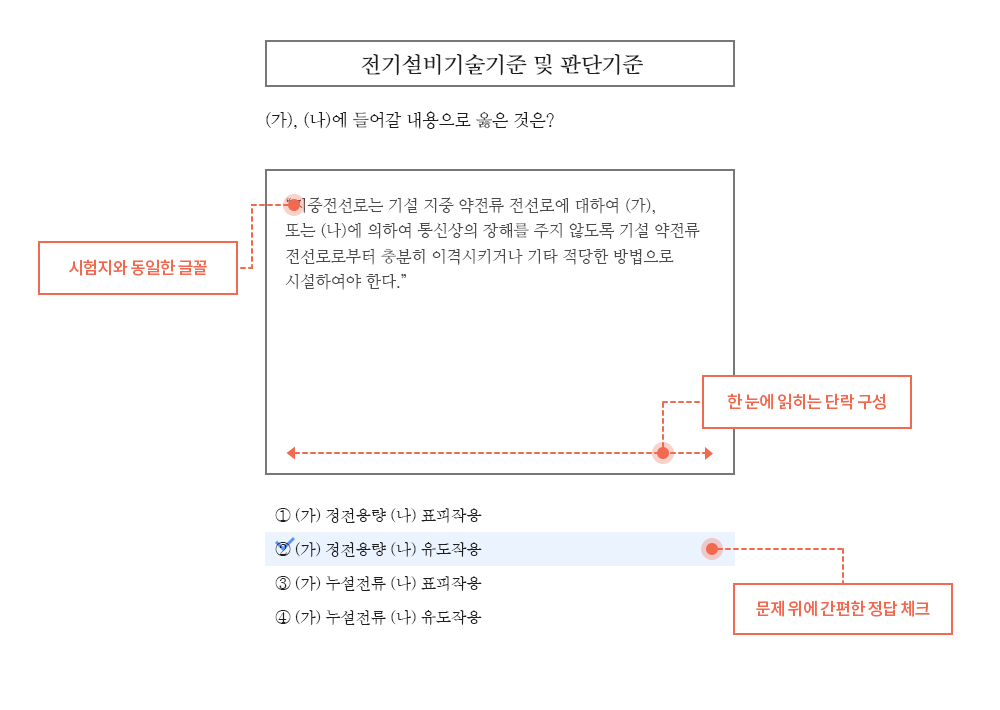 전기설비기술기준 및 판단기준
(가), (나)에 들어갈 내용으로 옳은 것은?
“지중전선로는 기설 지중 약전류 전선로에 대하여 (가),
또는 (나)에 의하여 통신상의 장해를 주지 않도록 기설 약전류
전선로로부터 충분히 이격시키거나 기타 적당한 방법으로
시설하여야 한다.”
시험지와 동일한 글꼴
한 눈에 읽히는 단락 구성
① (가) 정전용량 (나) 표피작용
② (가) 정전용량 (나) 유도작용
③ (가) 누설전류 (나) 표피작용
④ (가) 누설전류 (나) 유도작용
문제 위에 간편한 정답 체크